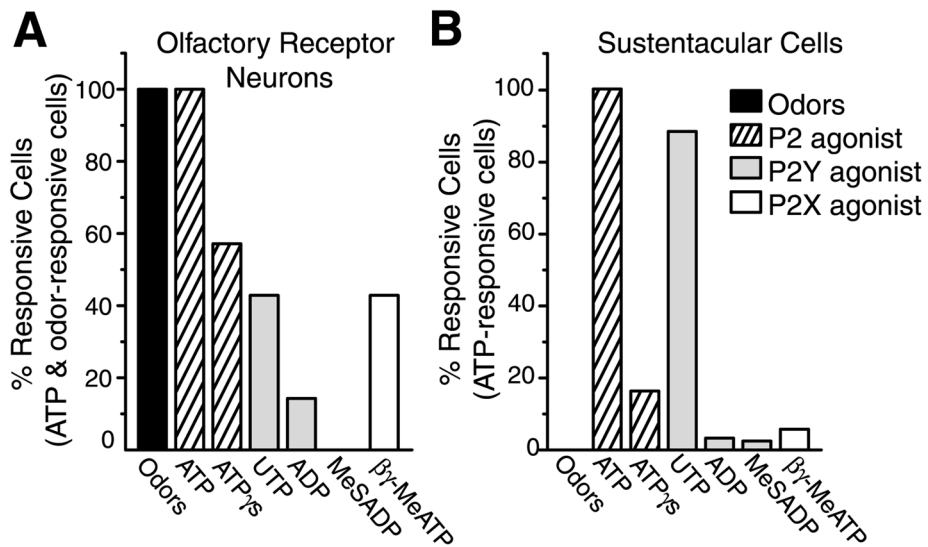 A
Olfactory Receptor
Neurons
% Responsive Cells
(ATP & odor-responsive cells)
100
80
60
40
20
0
Odors
ATP
ATPγs
UTP
ADP
MeSADP
βγ-MeATP
B
Sustentacular Cells
% Responsive Cells
(ATP-responsive cells)
100
80
60
40
20
0
Odors
P2 agonist
P2Y agonist
P2X agonist
Odors
ATP
ATPγs
UTP
ADP
MeSADP
βγ-MeATP